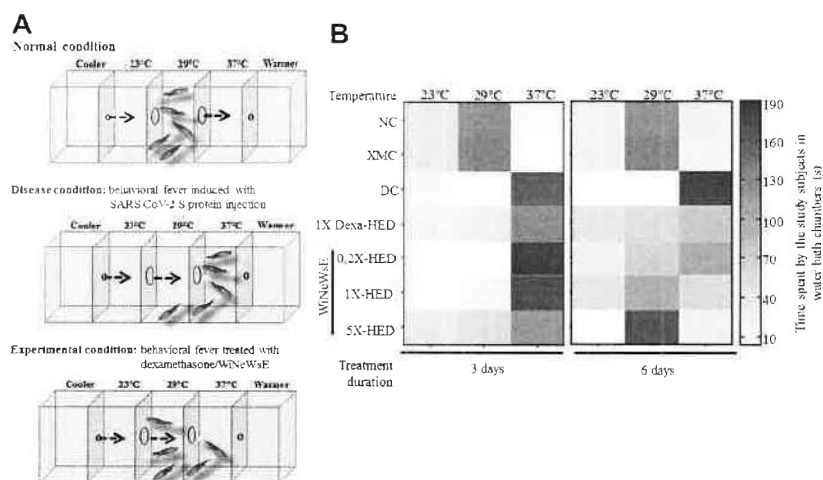 A
Normal condition
Cooler 23°C 29°C 37°C Warmer
Disease condition: behavioral fever induced with
SARS CoV-2 S protein injection
Cooler 23°C 29°C 37°C Warmer
Experimental condition: behavioral fever treated with
dexamethasone/WiNeWsE
Cooler 23°C 29°C 37°C Warmer
B
Temperature 23°C 29°C 37°C 23°C 29°C 37°C
NC
XMC
DC
1X Dexa-HED
0.2X-HED
1X-HED
5X-HED
WiNeWsE
Treatment
duration
3 days
6 days
190
160
130
100
70
40
10
Time spent by the study subjects in
water bath chambers (s)